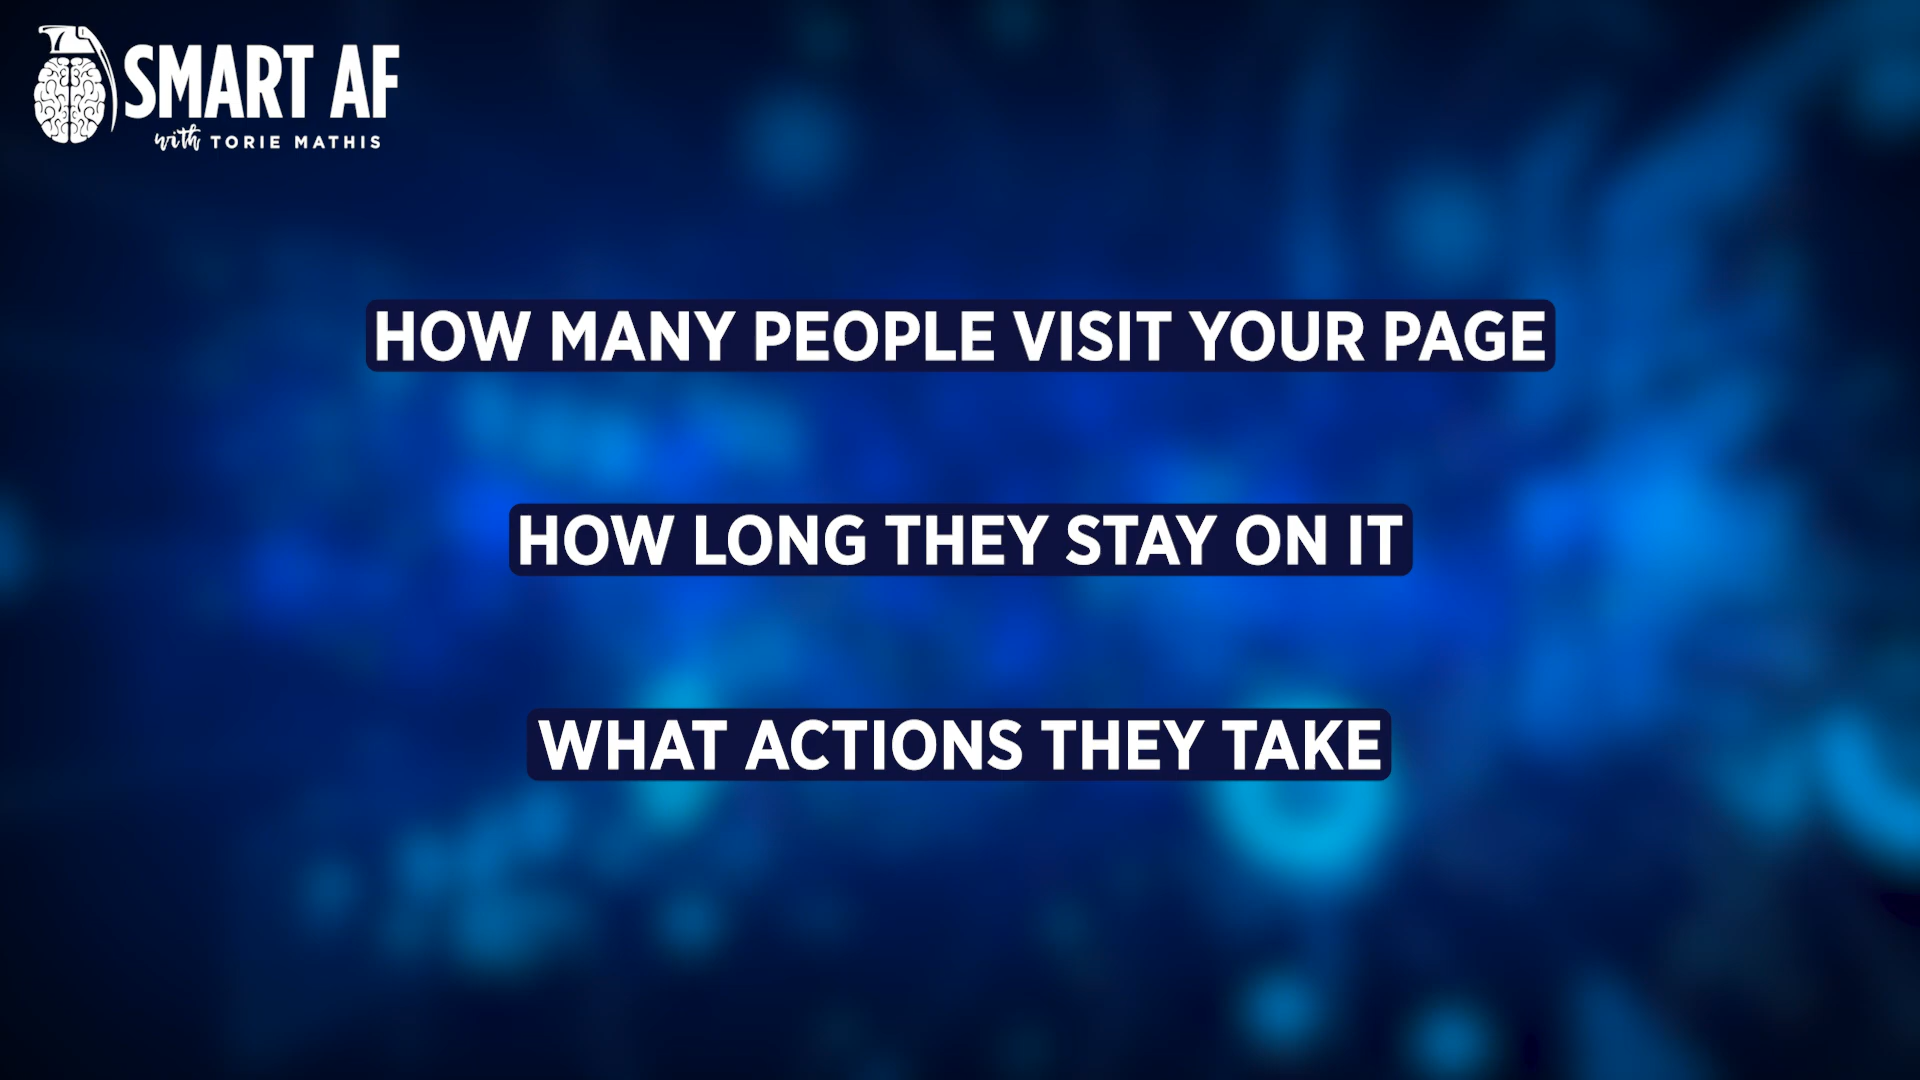 SMART AF
with TORIE MATHIS
HOW MANY PEOPLE VISIT YOUR PAGE
HOW LONG THEY STAY ON IT
WHAT ACTIONS THEY TAKE